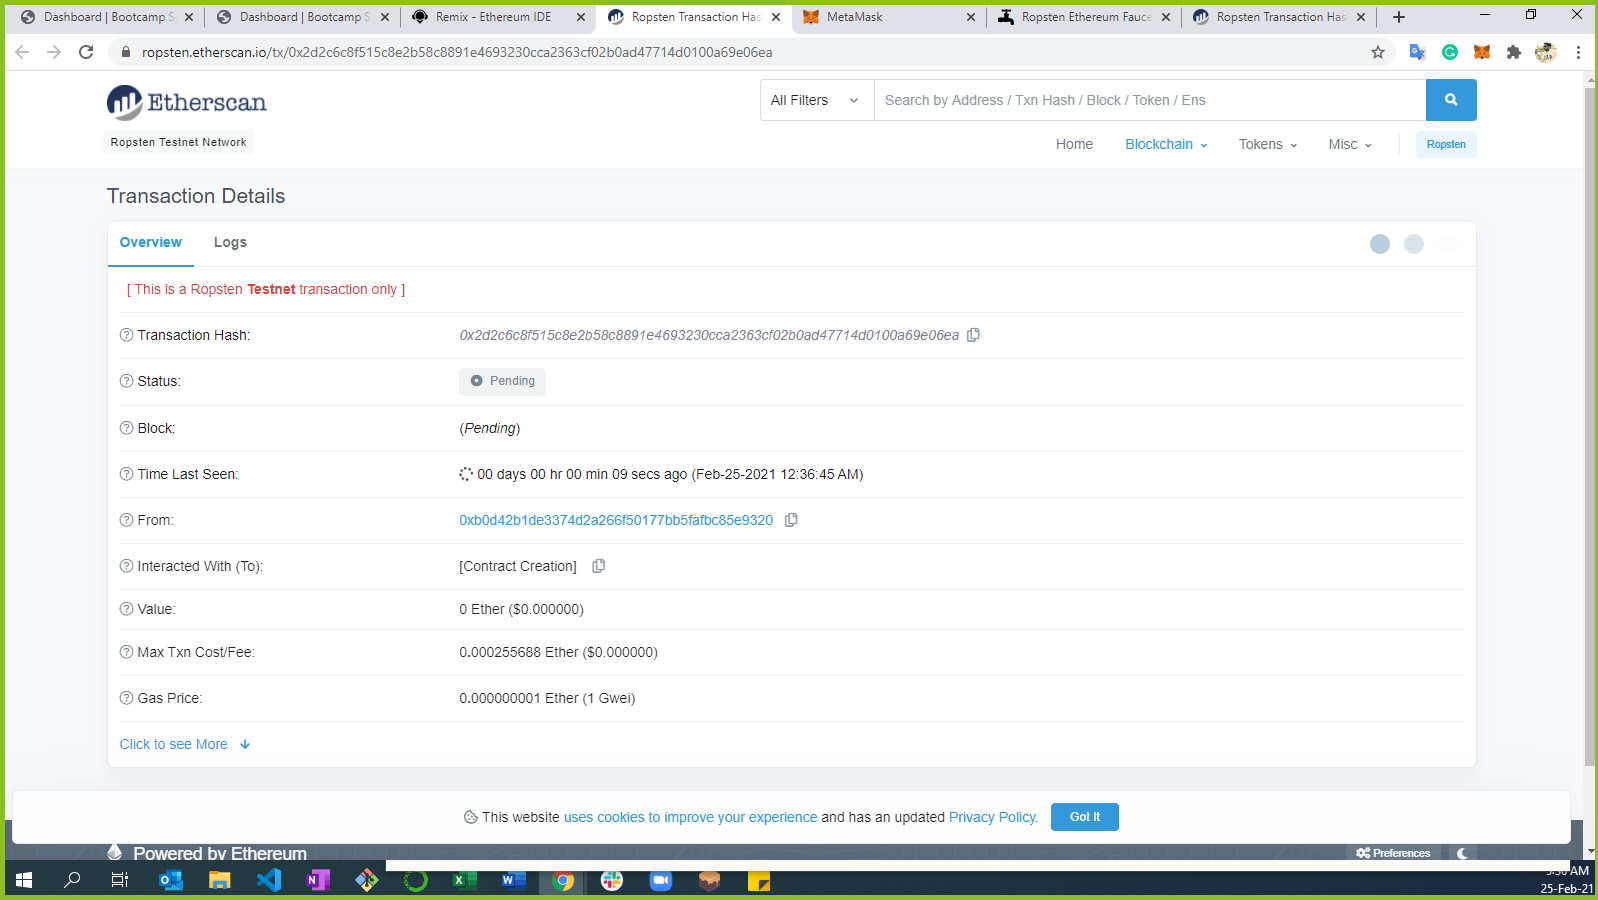 Dashboard | Bootcamp S
Dashboard | Bootcamp S
Remix - Ethereum IDE
Ropsten Transaction Has
MetaMask
Ropsten Ethereum Fauce
Ropsten Transaction Has
ropsten.etherscan.io/tx/0x2d2c6c8f515c8e2b58c8891e4693230cca2363cf02b0ad47714d0100a69e06ea
Etherscan
All Filters
Search by Address / Txn Hash / Block / Token / Ens
Ropsten Testnet Network
Home
Blockchain
Tokens
Misc
Ropsten
Transaction Details
Overview
Logs
[ This is a Ropsten Testnet transaction only ]
Transaction Hash:
0x2d2c6c8f515c8e2b58c8891e4693230cca2363cf02b0ad47714d0100a69e06ea
Status:
Pending
Block:
(Pending)
Time Last Seen:
00 days 00 hr 00 min 09 secs ago (Feb-25-2021 12:36:45 AM)
From:
0xb0d42b1de3374d2a266f50177bb5fafbc85e9320
Interacted With (To):
[Contract Creation]
Value:
0 Ether ($0.000000)
Max Txn Cost/Fee:
0.000255688 Ether ($0.000000)
Gas Price:
0.000000001 Ether (1 Gwei)
Click to see More
This website uses cookies to improve your experience and has an updated Privacy Policy.
Got It
Powered by Ethereum
Preferences
AM
25-Feb-21